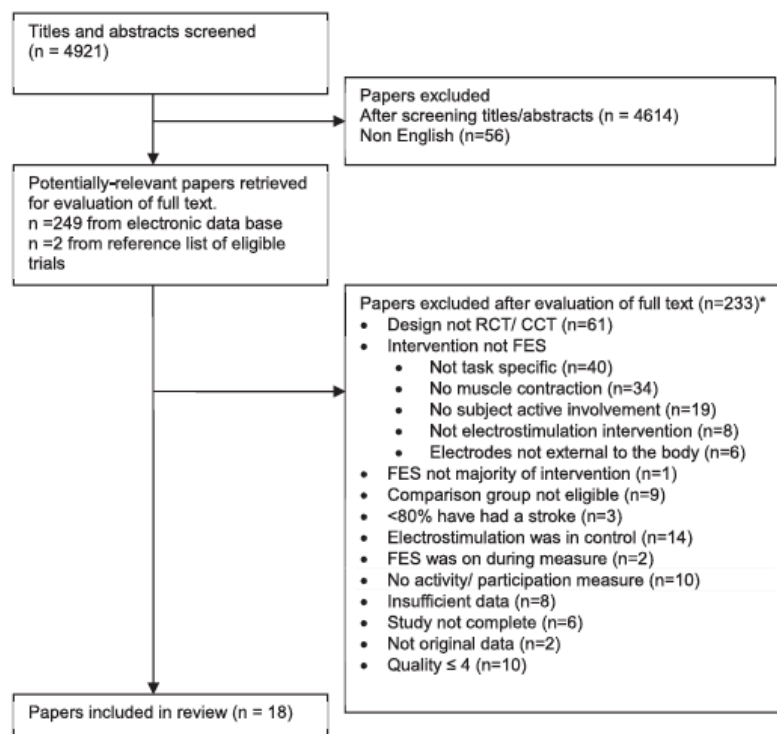 Titles and abstracts screened
(n = 4921)
Papers excluded
After screening titles/abstracts (n = 4614)
Non English (n=56)
Potentially-relevant papers retrieved
for evaluation of full text.
n =249 from electronic data base
n =2 from reference list of eligible
trials
Papers excluded after evaluation of full text (n=233)*
• Design not RCT/ CCT (n=61)
• Intervention not FES
• Not task specific (n=40)
• No muscle contraction (n=34)
• No subject active involvement (n=19)
• Not electrostimulation intervention (n=8)
• Electrodes not external to the body (n=6)
• FES not majority of intervention (n=1)
• Comparison group not eligible (n=9)
• <80% have had a stroke (n=3)
• Electrostimulation was in control (n=14)
• FES was on during measure (n=2)
• No activity/ participation measure (n=10)
• Insufficient data (n=8)
• Study not complete (n=6)
• Not original data (n=2)
• Quality ≤ 4 (n=10)
Papers included in review (n = 18)